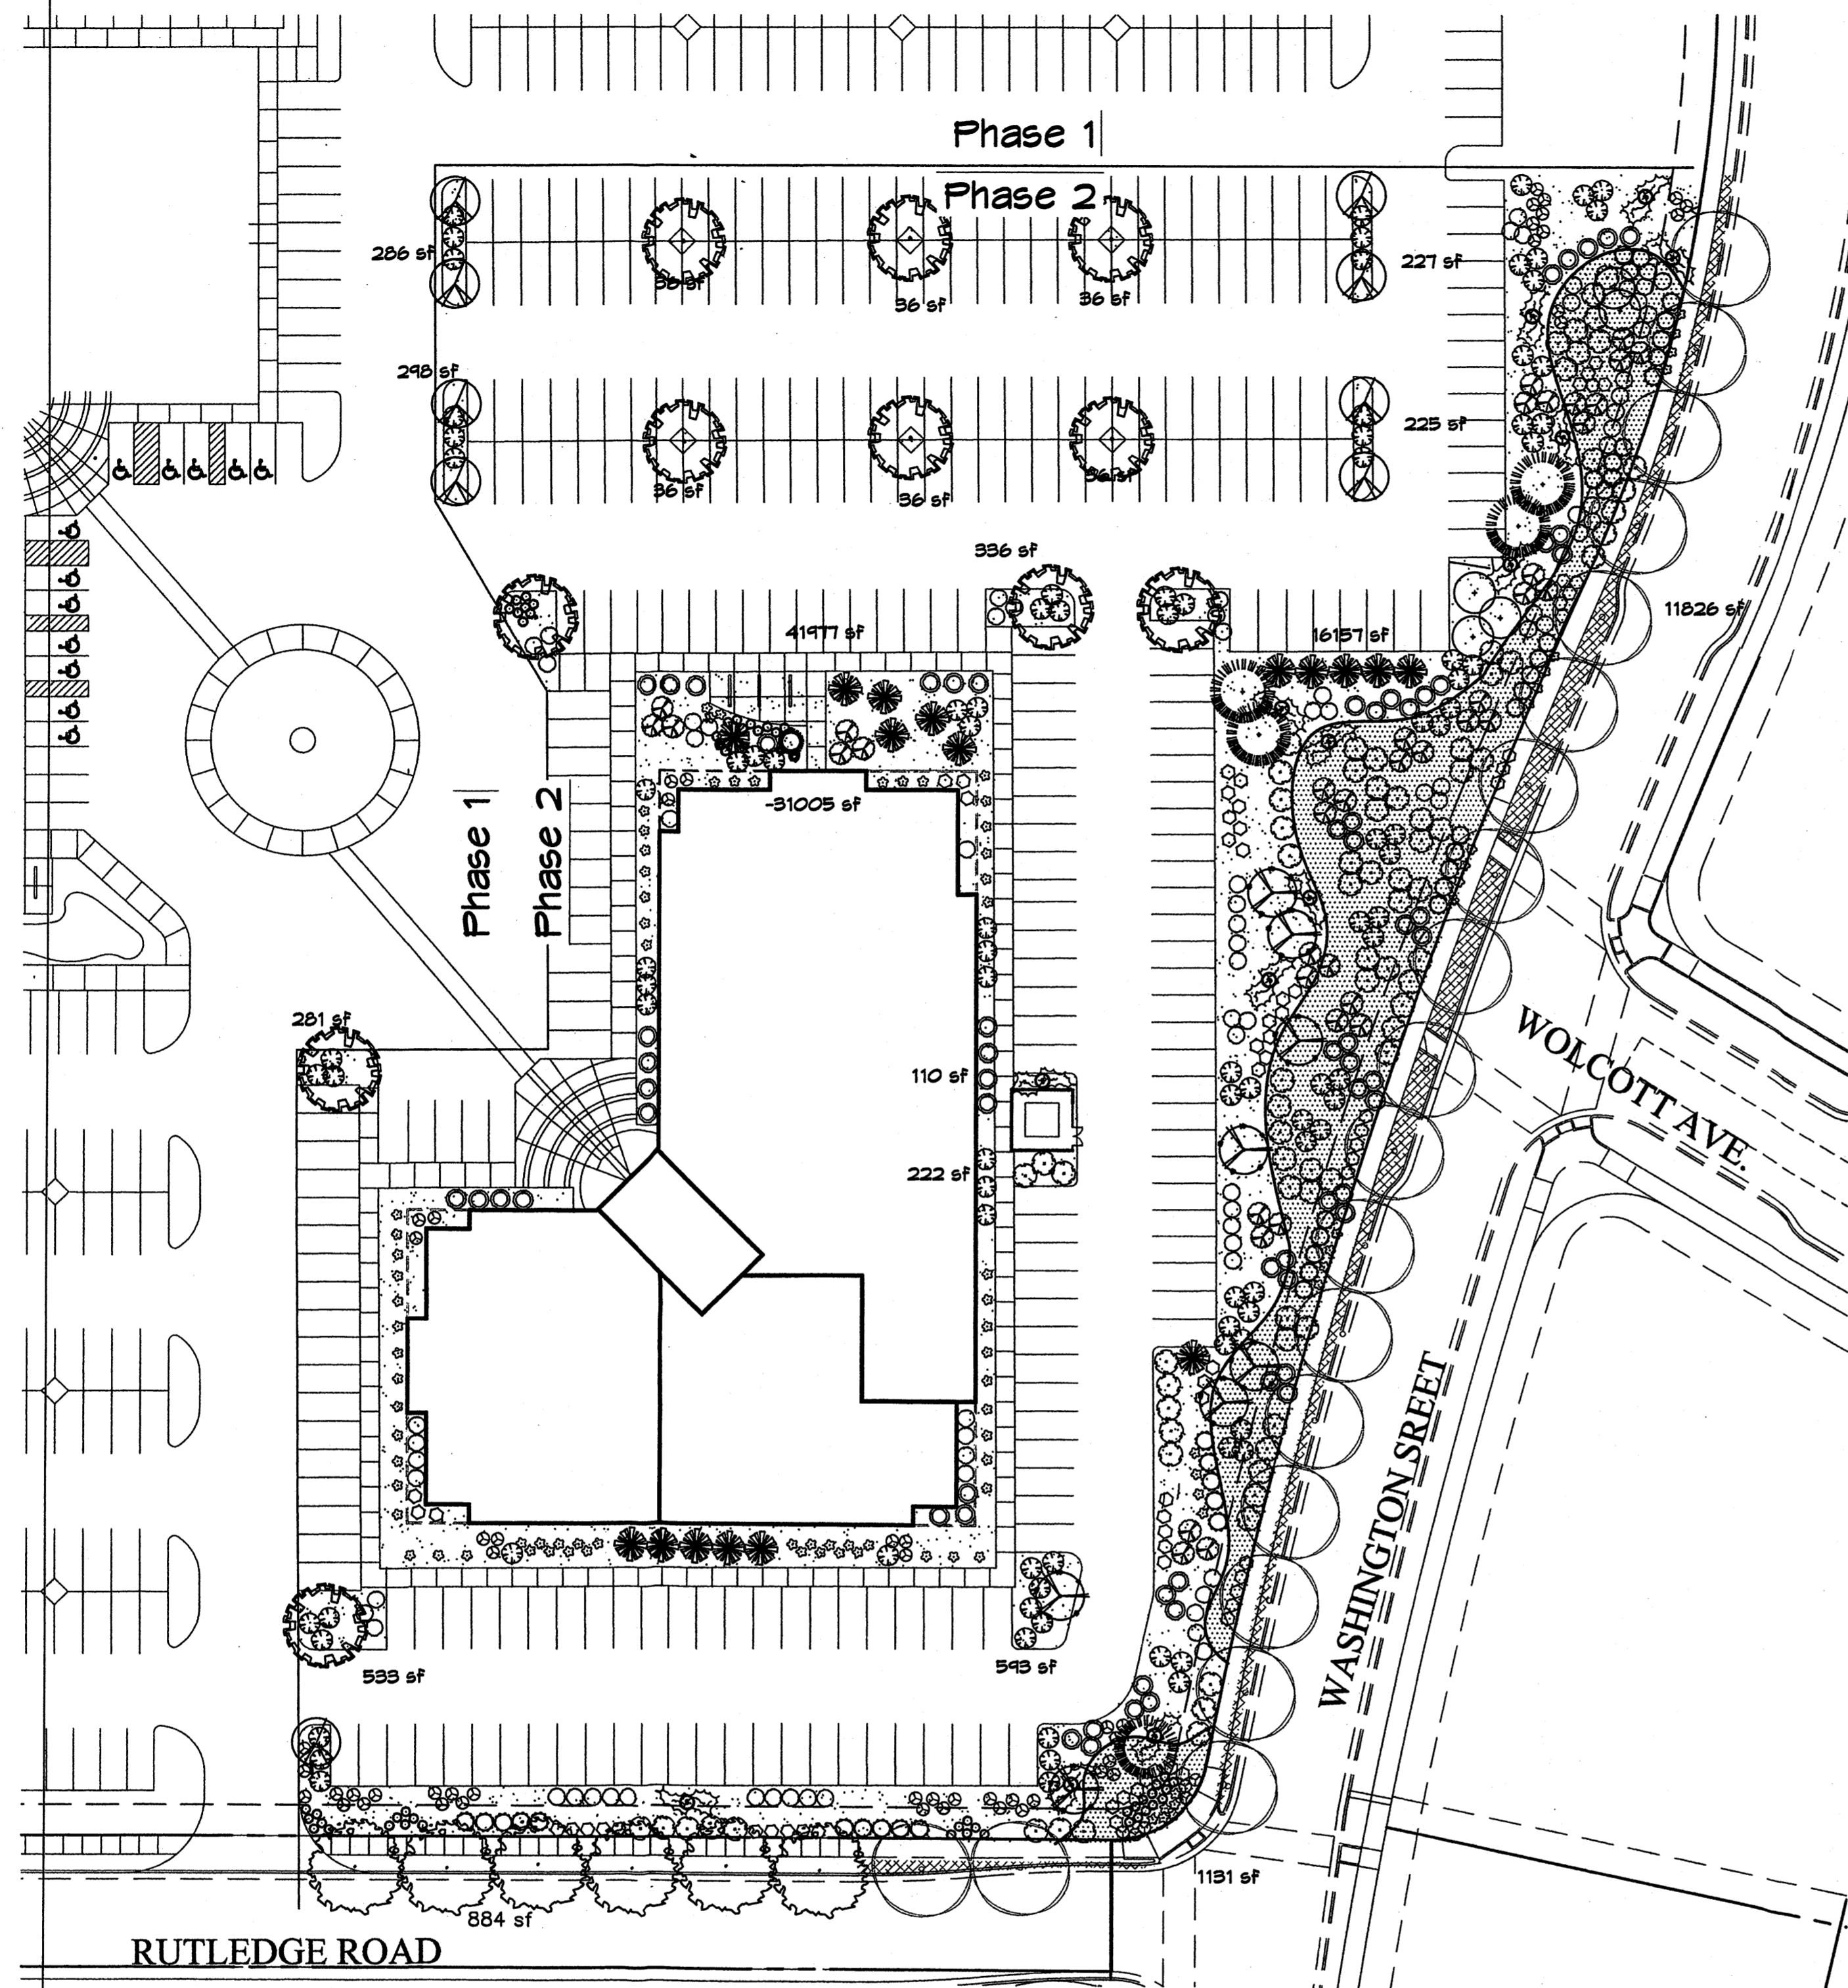 Phase 1
Phase 2
286 sf
36 sf
36 sf
36 sf
227 sf
298 sf
225 sf
36 sf
36 sf
36 sf
336 sf
11826 sf
41977 sf
16157 sf
-31005 sf
Phase 1
Phase 2
281 sf
WOLCOTT AVE.
110 sf
222 sf
WASHINGTON SREET
533 sf
593 sf
1131 sf
884 sf
RUTLEDGE ROAD